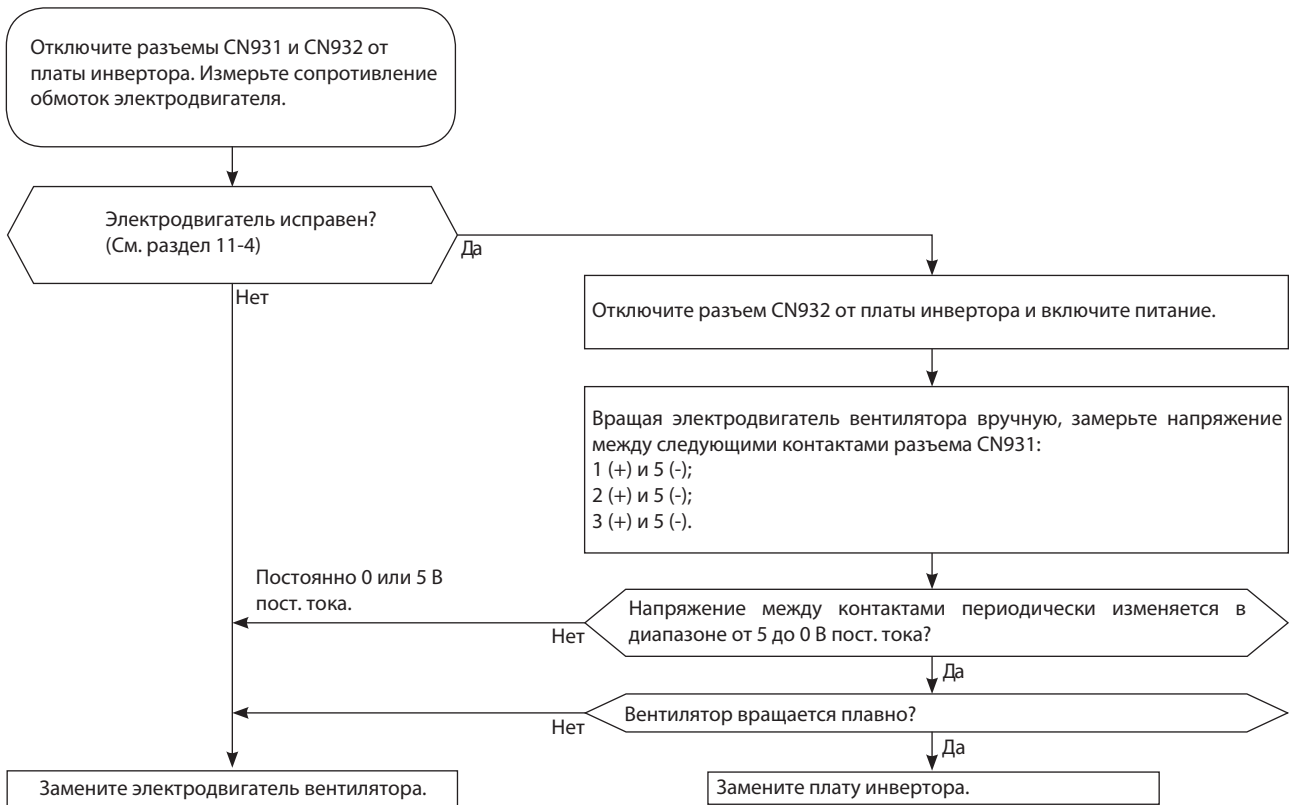 Отключите разъемы CN931 и CN932 от
платы инвертора. Измерьте сопротивление
обмоток электродвигателя.
Электродвигатель исправен?
(См. раздел 11-4)
Да
Нет
Отключите разъем CN932 от платы инвертора и включите питание.
Вращая электродвигатель вентилятора вручную, замерьте напряжение
между следующими контактами разъема CN931:
1 (+) и 5 (-);
2 (+) и 5 (-);
3 (+) и 5 (-).
Постоянно 0 или 5 В
пост. тока.
Напряжение между контактами периодически изменяется в
диапазоне от 5 до 0 В пост. тока?
Нет
Да
Вентилятор вращается плавно?
Нет
Да
Замените электродвигатель вентилятора.
Замените плату инвертора.